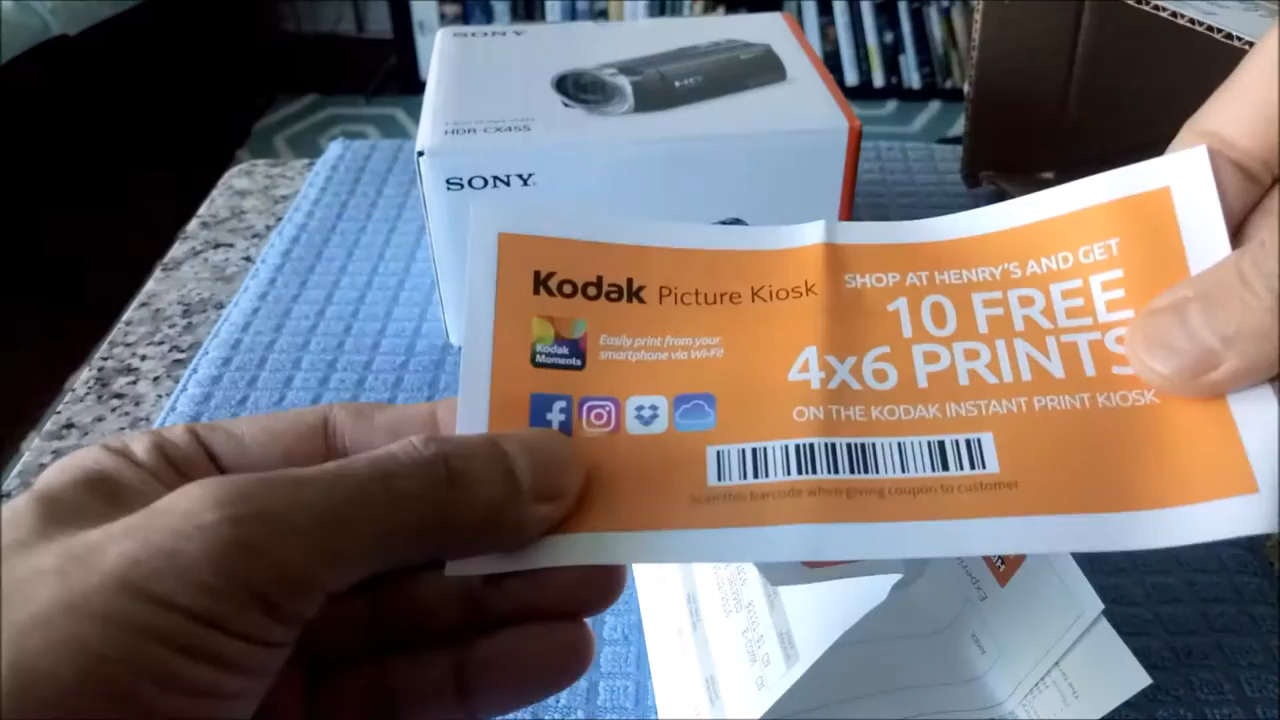 SONY
HD
HDR-CX455
SONY
Kodak Picture Kiosk
Kodak
Moments
Easily print from your
smartphone via Wi-Fi!
SHOP AT HENRY'S AND GET
10 FREE
4x6 PRINTS
ON THE KODAK INSTANT PRINT KIOSK
Scan this barcode when giving coupon to customer